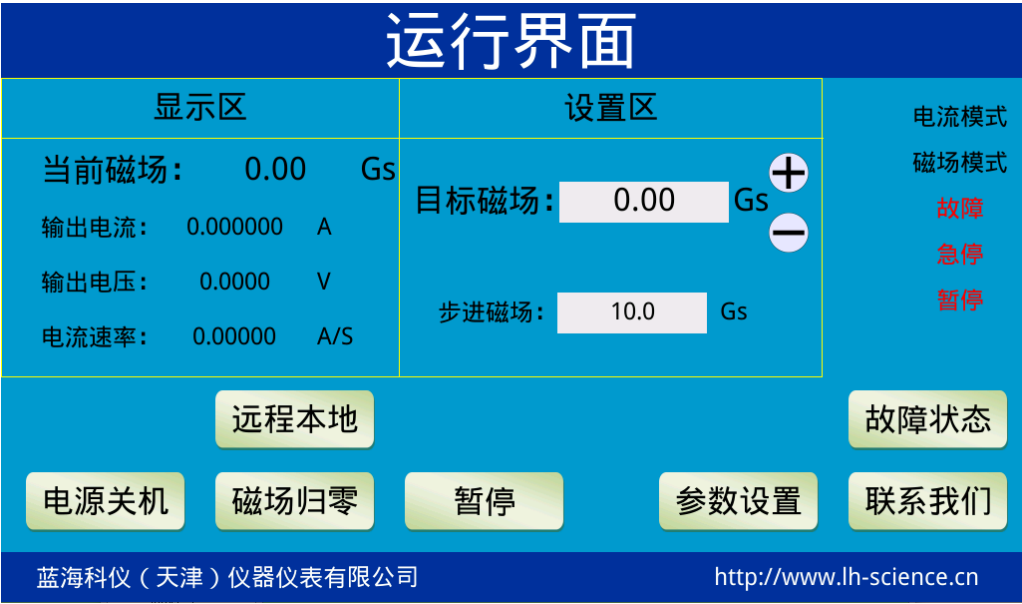 运行界面
显示区
设置区
当前磁场： 0.00 Gs
输出电流： 0.000000 A
输出电压： 0.0000 V
电流速率： 0.00000 A/S
目标磁场： 0.00 Gs
步进磁场： 10.0 Gs
电流模式
磁场模式
故障
急停
暂停
远程本地
故障状态
电源关机
磁场归零
暂停
参数设置
联系我们
蓝海科仪（天津）仪器仪表有限公司
http://www.lh-science.cn